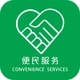 便民服务
CONVENIENCE SERVICES